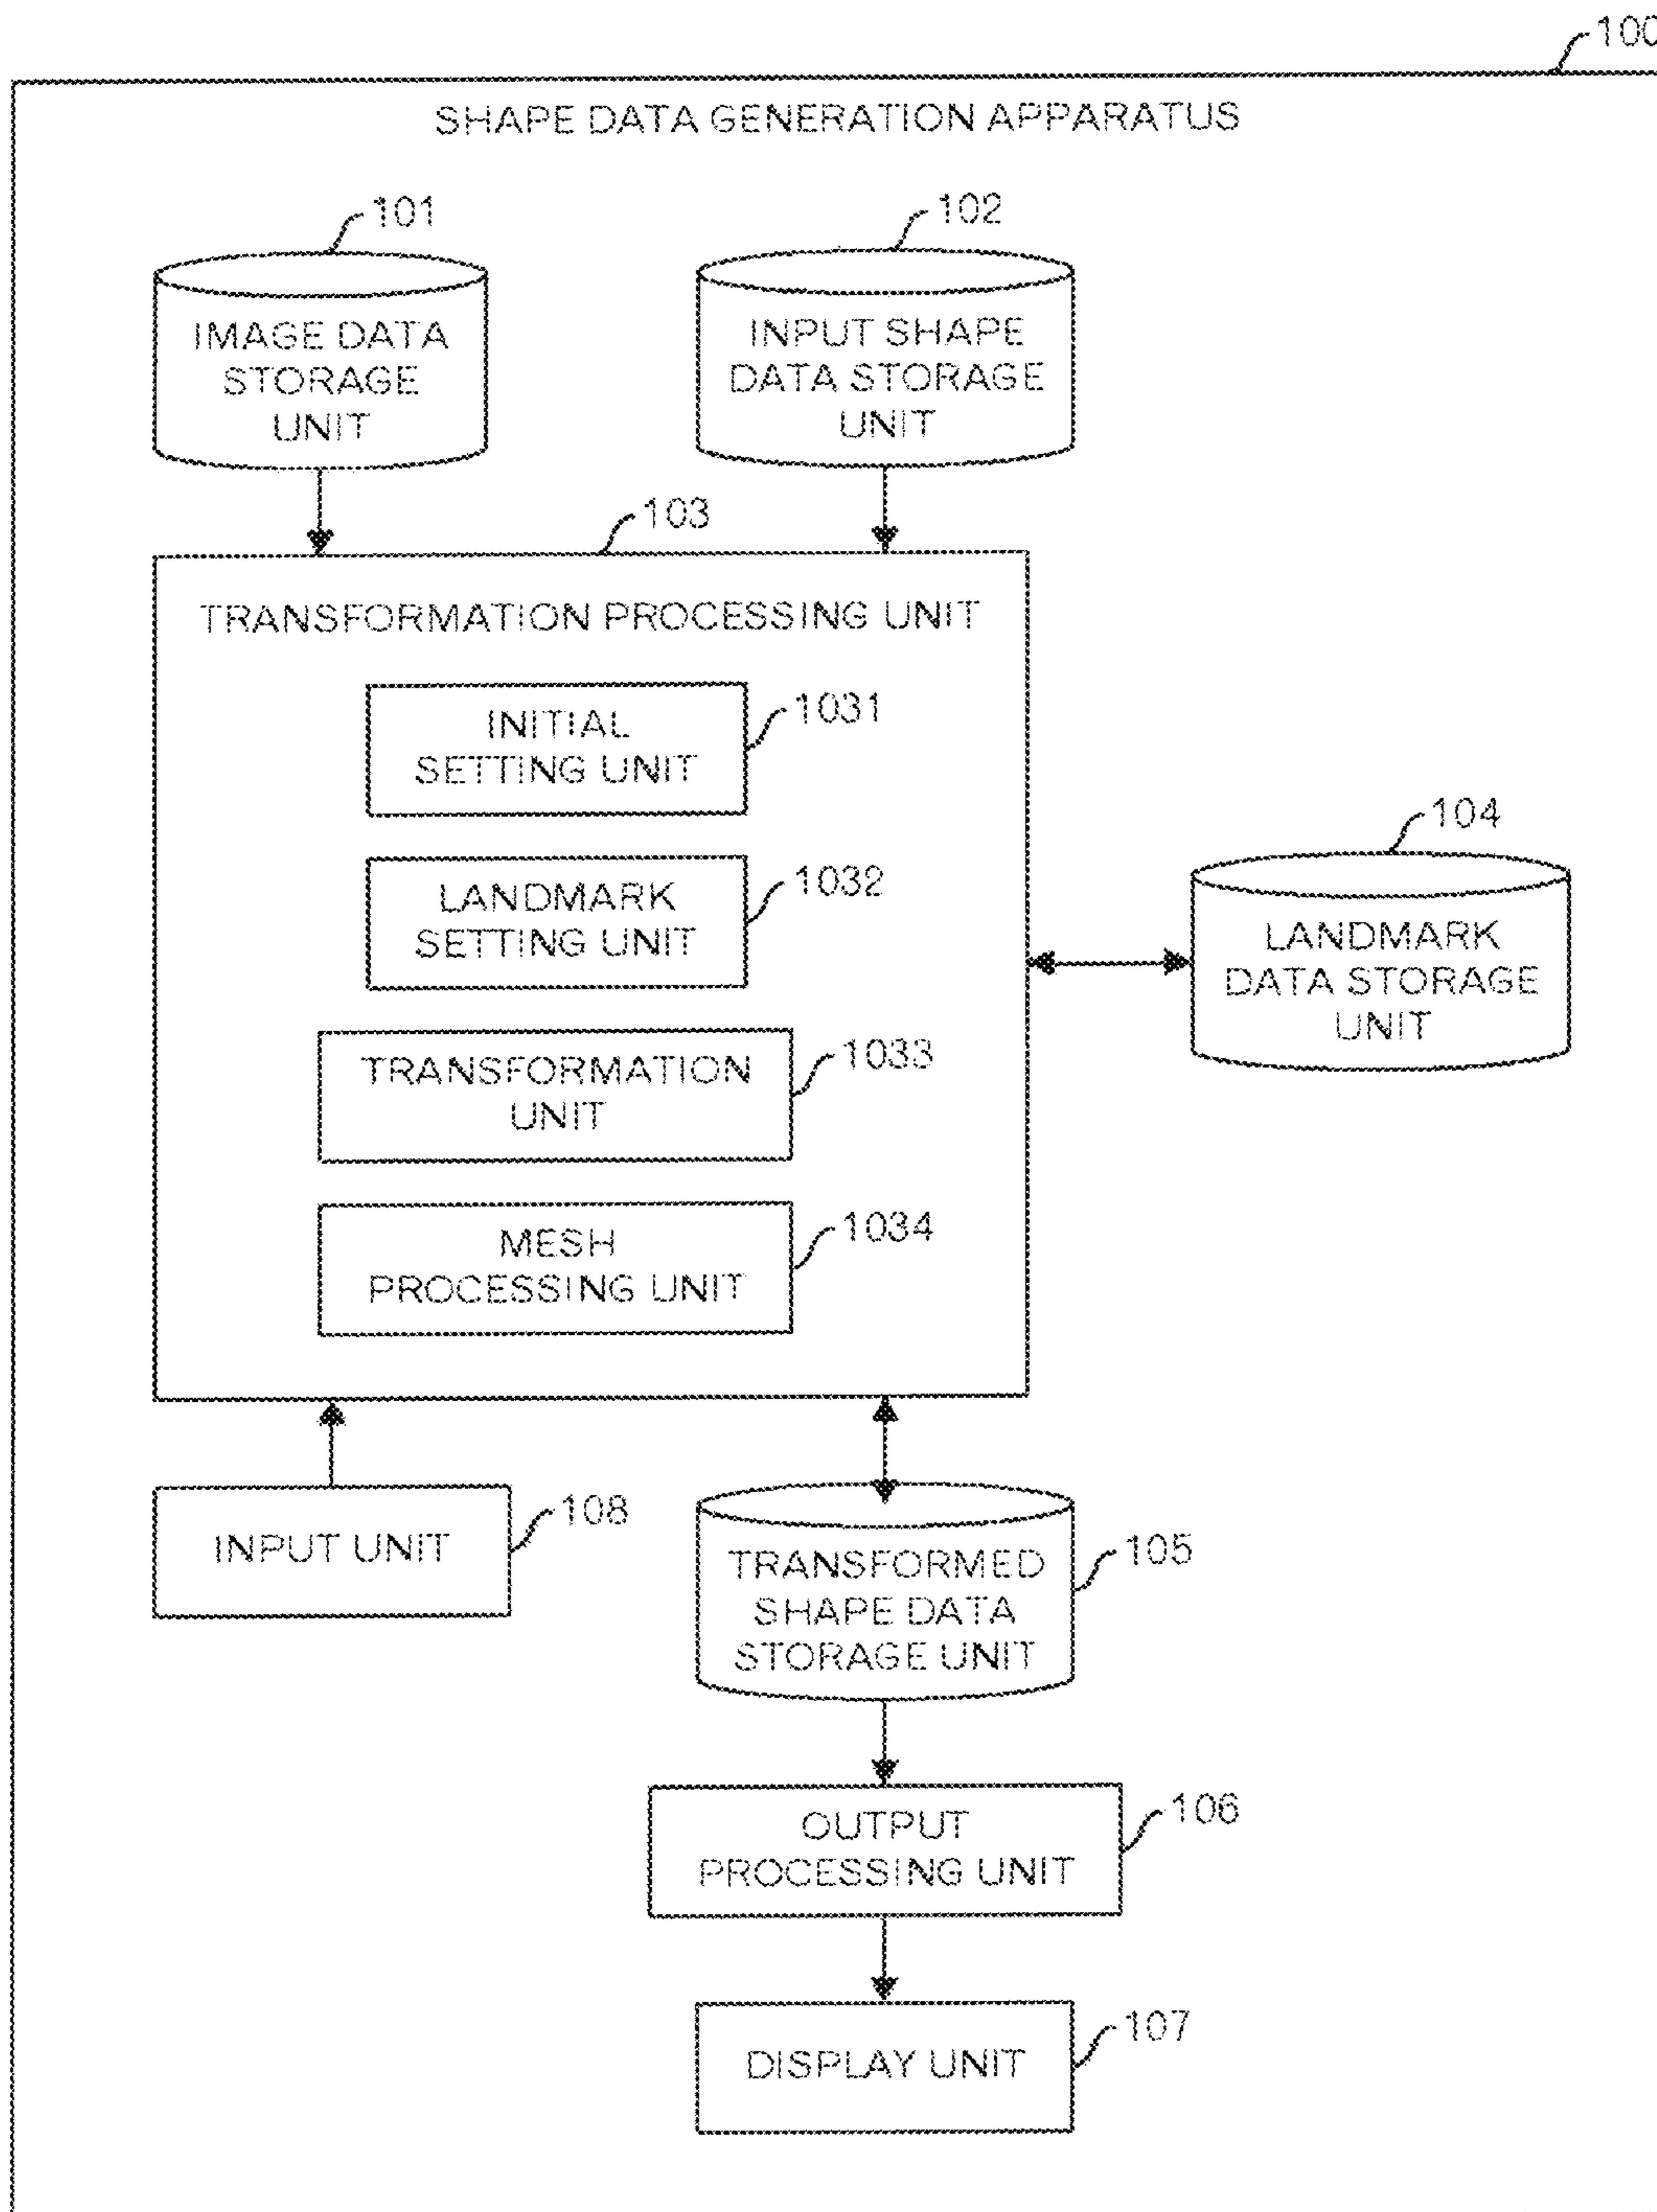 100
SHAPE DATA GENERATION APPARATUS
101
102
IMAGE DATA
STORAGE
UNIT
INPUT SHAPE
DATA STORAGE
UNIT
103
TRANSFORMATION PROCESSING UNIT
INITIAL
SETTING UNIT
1031
LANDMARK
SETTING UNIT
1032
104
LANDMARK
DATA STORAGE
UNIT
TRANSFORMATION
UNIT
1033
MESH
PROCESSING UNIT
1034
INPUT UNIT
108
TRANSFORMED
SHAPE DATA
STORAGE UNIT
105
OUTPUT
PROCESSING UNIT
106
DISPLAY UNIT
107